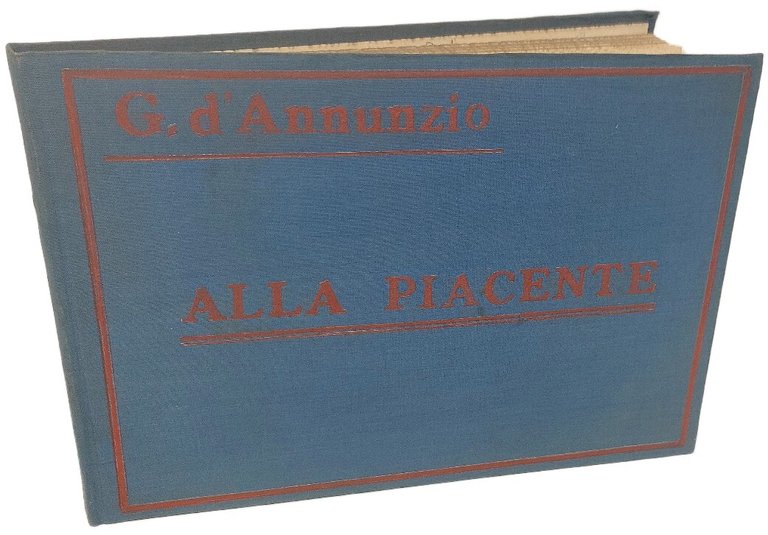 G. d'Annunzio
ALLA PIACENTE